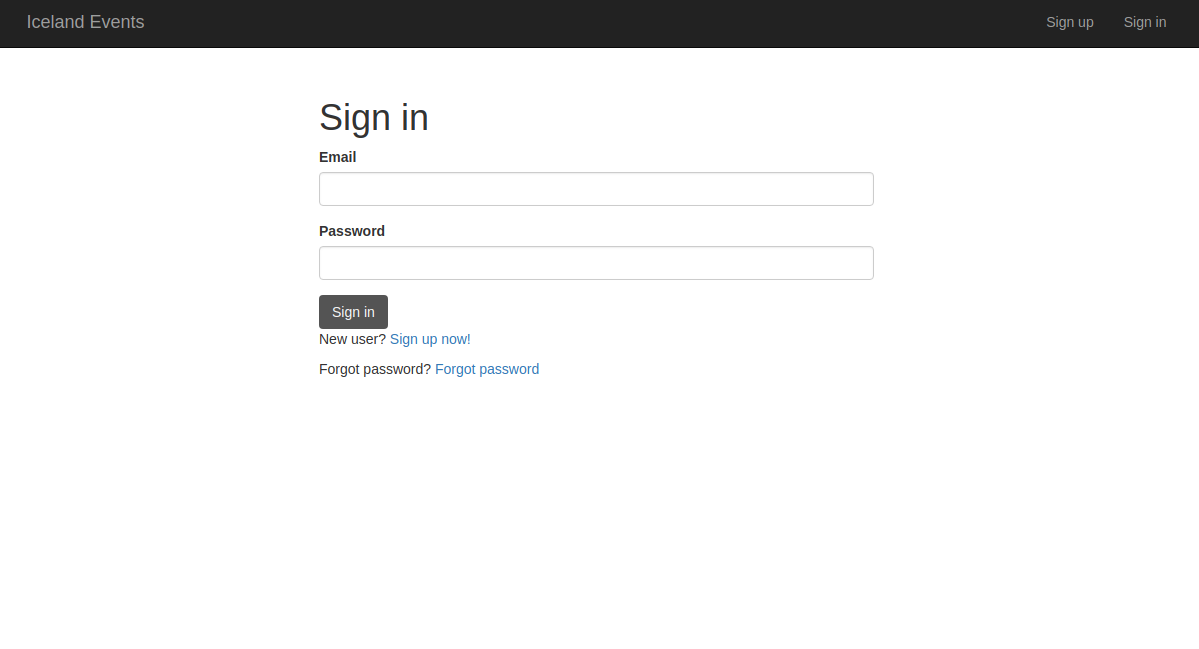 Iceland Events Sign up Sign in
Sign in
Email
Password
Sign in
New user? Sign up now!
Forgot password? Forgot password